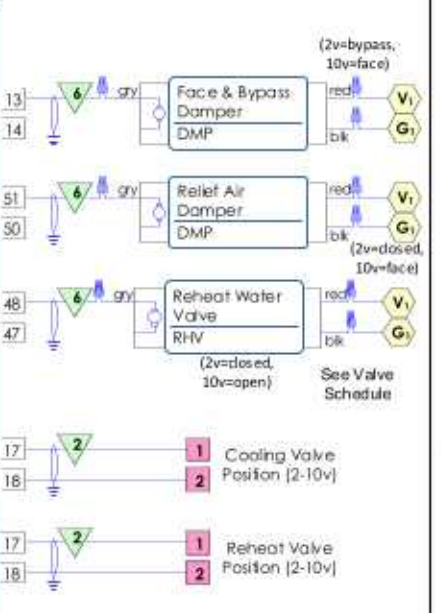 (2v=bypass,
10v=face)
13 6 gry Face & Bypass red V1
Damper
14 DMP blk G1
51 6 gry Relief Air red V1
Damper
50 DMP blk G1
(2v=closed,
10v=face)
48 6 gry Reheat Water red V1
Valve
47 RHV blk G1
(2v=closed,
10v=open)
See Valve
Schedule
17 2 1 Cooling Valve
18 2 Position (2-10v)
17 2 1 Reheat Valve
18 2 Position (2-10v)